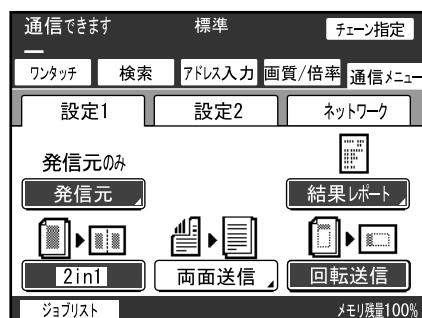 通信できます 標準 チェーン指定
ワンタッチ 検索 アドレス入力 画質/倍率 通信メニュー
設定1 設定2 ネットワーク
発信元のみ
発信元 結果レポート
2in1 両面送信 回転送信
ジョブリスト メモリ残量100%